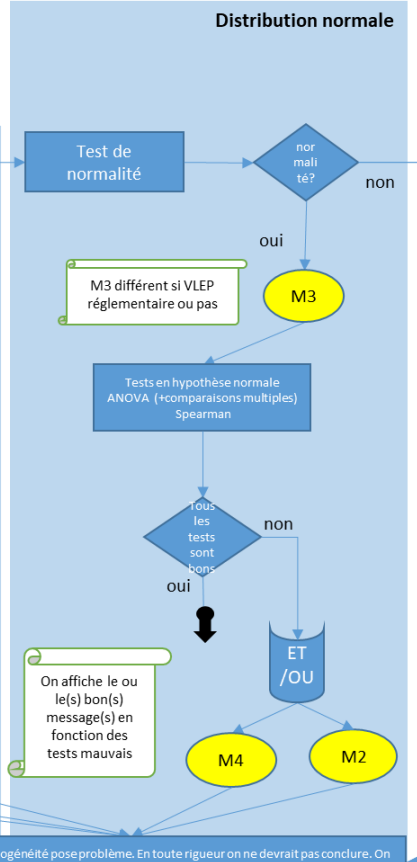 Distribution normale
Test de
normalité
nor
mali
té?
non
oui
M3 différent si VLEP
réglementaire ou pas
M3
Tests en hypothèse normale
ANOVA (+comparaisons multiples)
Spearman
Tous
les
tests
sont
bons
non
oui
ET
/OU
On affiche le ou
le(s) bon(s)
message(s) en
fonction des
tests mauvais
M4
M2
ogénéité pose problème. En toute rigueur on ne devrait pas conclure. On